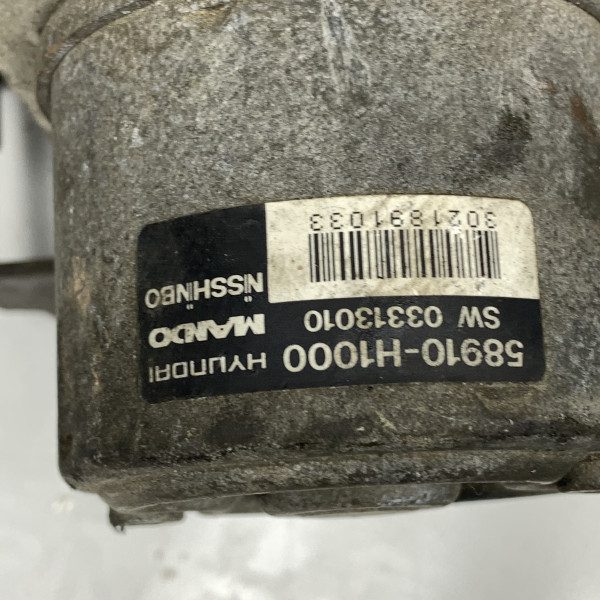 HYUNDAI
MANDO
NISSHINBO
58910-H1000
SW 03313010
3021891033